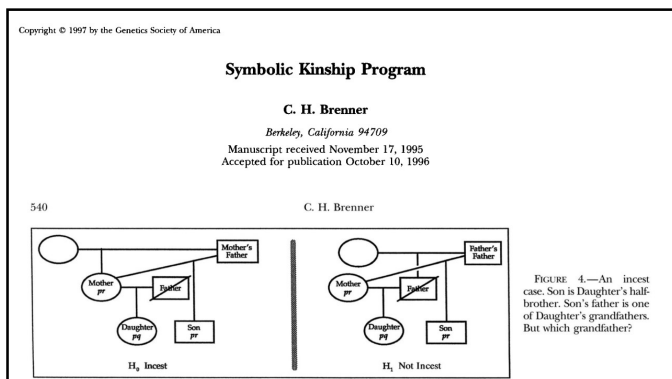 Copyright © 1997 by the Genetics Society of America
Symbolic Kinship Program
C. H. Brenner
Berkeley, California 94709
Manuscript received November 17, 1995
Accepted for publication October 10, 1996
540
C. H. Brenner
Mother's
Father
Mother
pr
Father
Daughter
pq
Son
pr
H₀ Incest
Father's
Father
Mother
pr
Father
Daughter
pq
Son
pr
H₁ Not Incest
FIGURE 4.—An incest
case. Son is Daughter's half-
brother. Son's father is one
of Daughter's grandfathers.
But which grandfather?